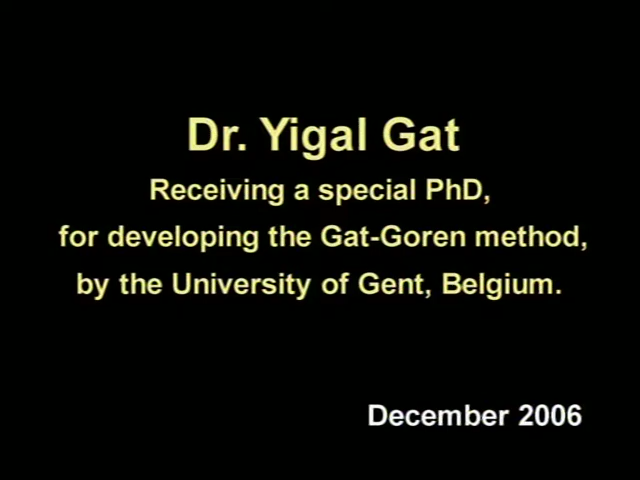 Dr. Yigal Gat
Receiving a special PhD,
for developing the Gat-Goren method,
by the University of Gent, Belgium.
December 2006